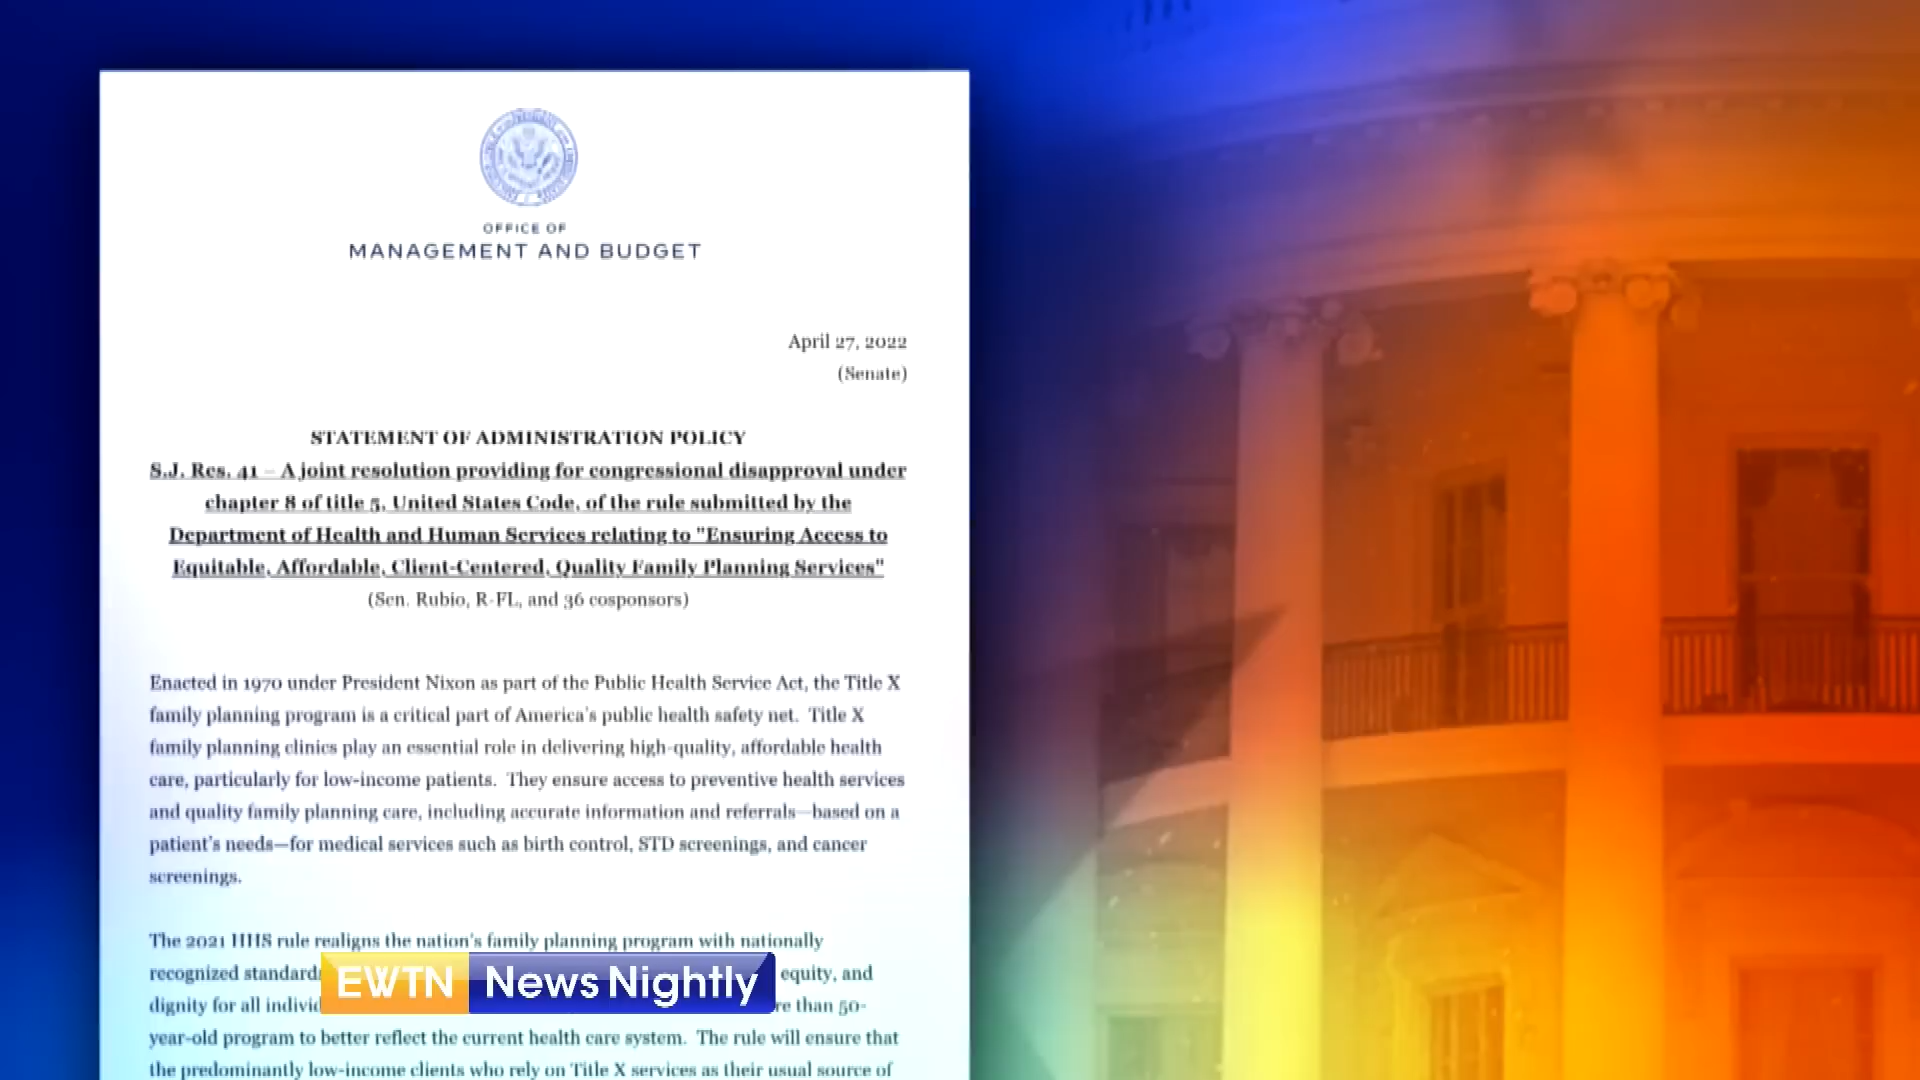 OFFICE OF
MANAGEMENT AND BUDGET
April 27, 2022
(Senate)
STATEMENT OF ADMINISTRATION POLICY
S.J. Res. 41 – A joint resolution providing for congressional disapproval under
chapter 8 of title 5, United States Code, of the rule submitted by the
Department of Health and Human Services relating to "Ensuring Access to
Equitable, Affordable, Client-Centered, Quality Family Planning Services"
(Sen. Rubio, R-FL, and 36 cosponsors)
Enacted in 1970 under President Nixon as part of the Public Health Service Act, the Title X
family planning program is a critical part of America's public health safety net.  Title X
family planning clinics play an essential role in delivering high-quality, affordable health
care, particularly for low-income patients.  They ensure access to preventive health services
and quality family planning care, including accurate information and referrals—based on a
patient's needs—for medical services such as birth control, STD screenings, and cancer
screenings.
The 2021 HHS rule realigns the nation's family planning program with nationally
recognized standards equity, and
dignity for all than 50-
year-old program to better reflect the current health care system.  The rule will ensure that
the predominantly low-income clients who rely on Title X services as their usual source of
EWTN News Nightly